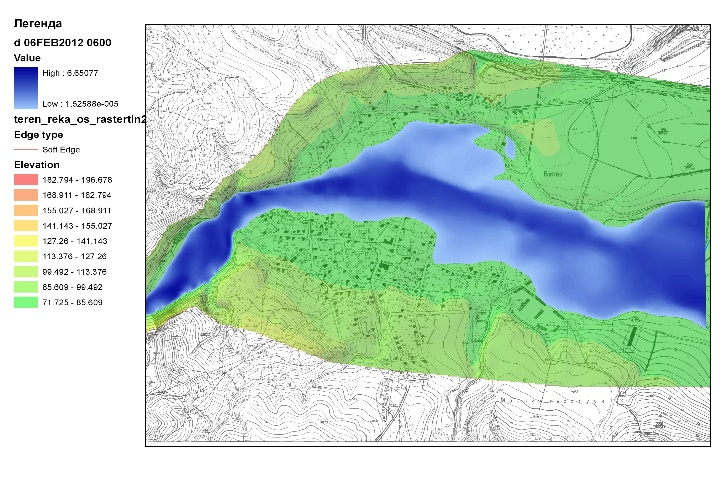 Легенда
d 06FEB2012 0600
Value
High : 6.65077
Low : 1.52588e-005
teren_reka_os_rastertin2
Edge type
Soft Edge
Elevation
182.794 - 196.678
168.911 - 182.794
155.027 - 168.911
141.143 - 155.027
127.26 - 141.143
113.376 - 127.26
99.492 - 113.376
85.609 - 99.492
71.725 - 85.609
Бисер